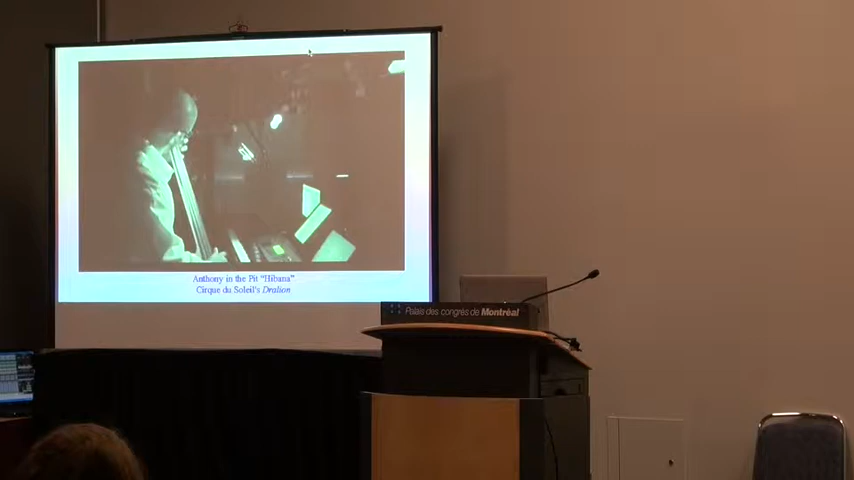 Anthony in the Pit "Hibana"
Cirque du Soleil's Dralion
Palais des congrès de Montréal